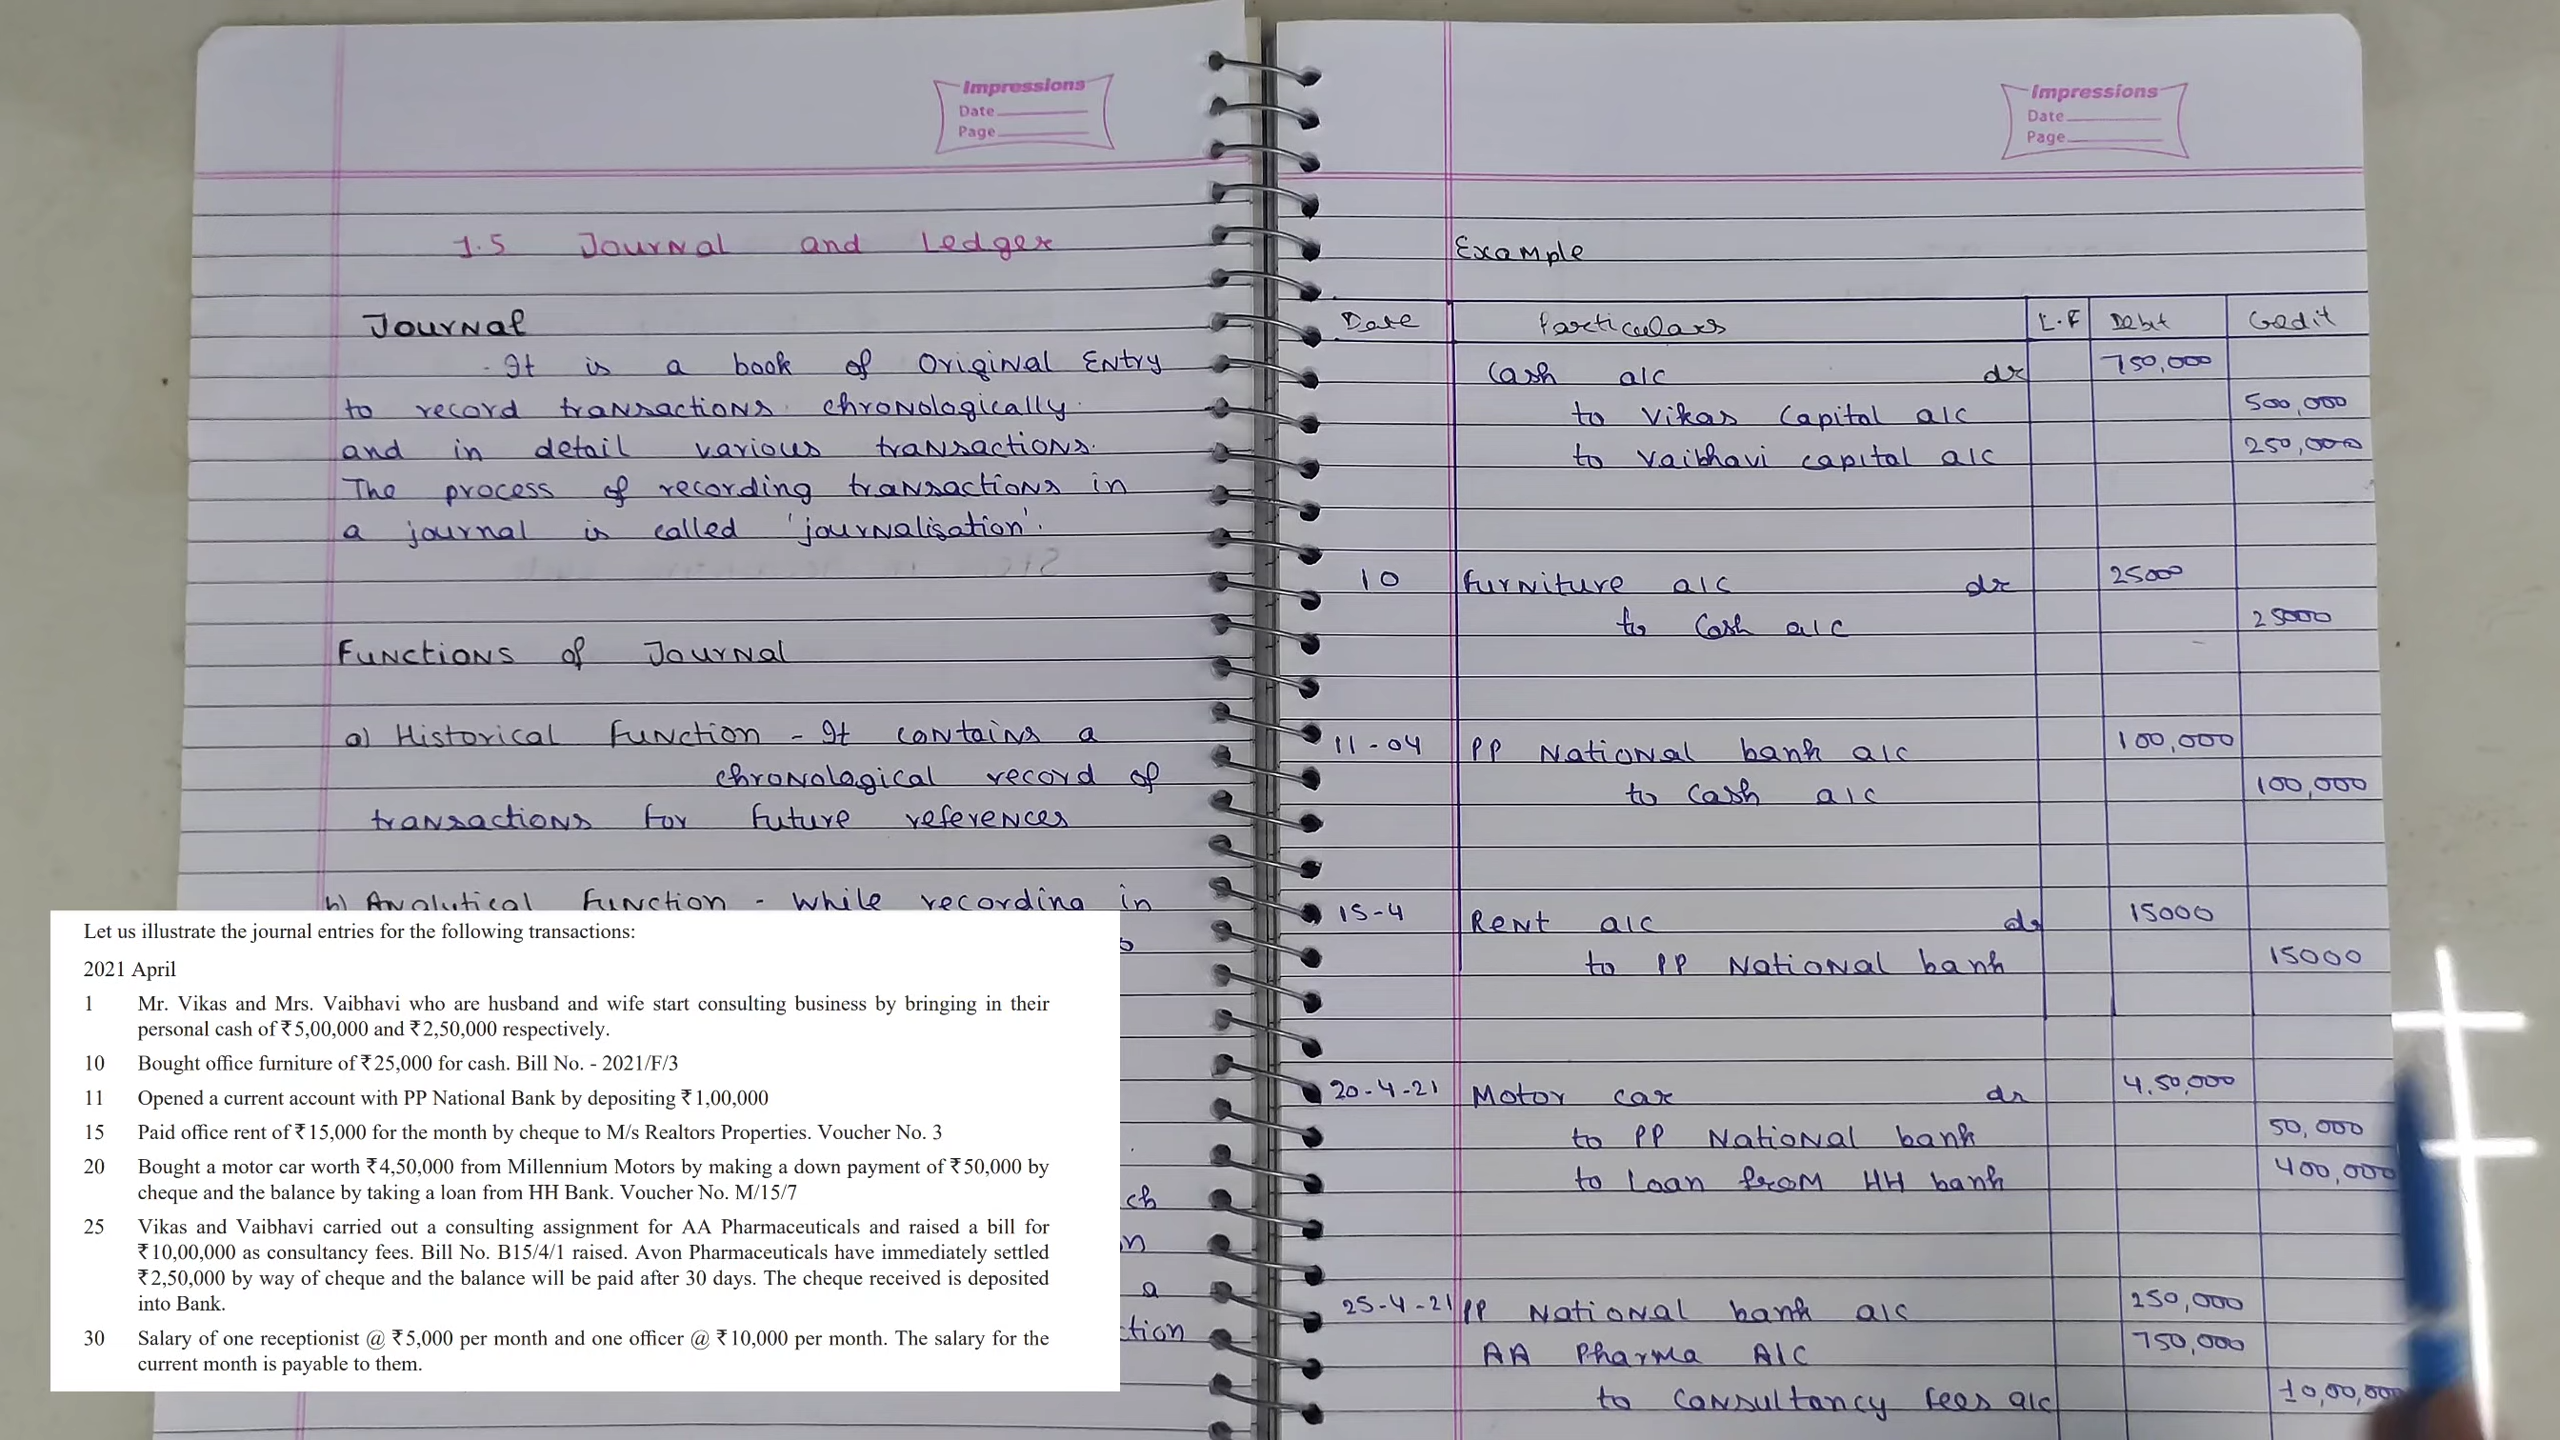 Impressions
Date
Page
1.5 Journal and Ledger
Journal
- It is a book of Original Entry
to record transactions chronologically.
and in detail various transactions.
The process of recording transactions in
a journal is called 'journalisation'.
Functions of Journal
a) Historical Function - It contains a
chronological record of
transactions for future references
b) Analytical Function - While recording in
ch
n
a
tion
Let us illustrate the journal entries for the following transactions:
2021 April
1 Mr. Vikas and Mrs. Vaibhavi who are husband and wife start consulting business by bringing in their
personal cash of ₹5,00,000 and ₹2,50,000 respectively.
10 Bought office furniture of ₹25,000 for cash. Bill No. - 2021/F/3
11 Opened a current account with PP National Bank by depositing ₹1,00,000
15 Paid office rent of ₹15,000 for the month by cheque to M/s Realtors Properties. Voucher No. 3
20 Bought a motor car worth ₹4,50,000 from Millennium Motors by making a down payment of ₹50,000 by
cheque and the balance by taking a loan from HH Bank. Voucher No. M/15/7
25 Vikas and Vaibhavi carried out a consulting assignment for AA Pharmaceuticals and raised a bill for
₹10,00,000 as consultancy fees. Bill No. B15/4/1 raised. Avon Pharmaceuticals have immediately settled
₹2,50,000 by way of cheque and the balance will be paid after 30 days. The cheque received is deposited
into Bank.
30 Salary of one receptionist @ ₹5,000 per month and one officer @ ₹10,000 per month. The salary for the
current month is payable to them.
Impressions
Date
Page
Example
Date Particulars L.F Debit Credit
Cash a/c dr 750,000
to Vikas Capital a/c 500,000
to Vaibhavi capital a/c 250,000
10 Furniture a/c dr 25000
to Cash a/c 25000
11-04 PP National bank a/c 100,000
to Cash a/c 100,000
15-4 Rent a/c dr 15000
to PP National bank 15000
20-4-21 Motor car dr 4,50,000
to PP National bank 50,000
to Loan from HH bank 400,000
25-4-21 PP National bank a/c 250,000
AA Pharma A/C 750,000
to Consultancy fees a/c 10,00,000